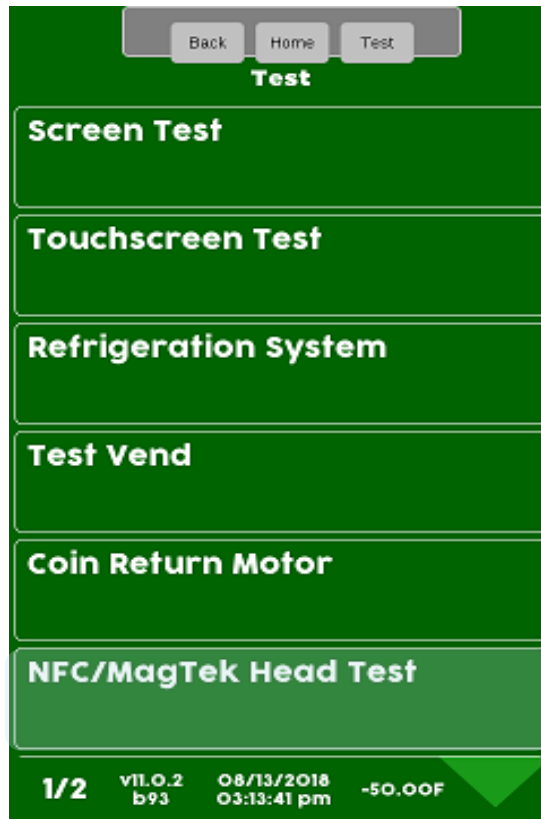 Back Home Test
Test
Screen Test
Touchscreen Test
Refrigeration System
Test Vend
Coin Return Motor
NFC/MagTek Head Test
1/2 v11.0.2 08/13/2018 -50.00F
b93 03:13:41 pm